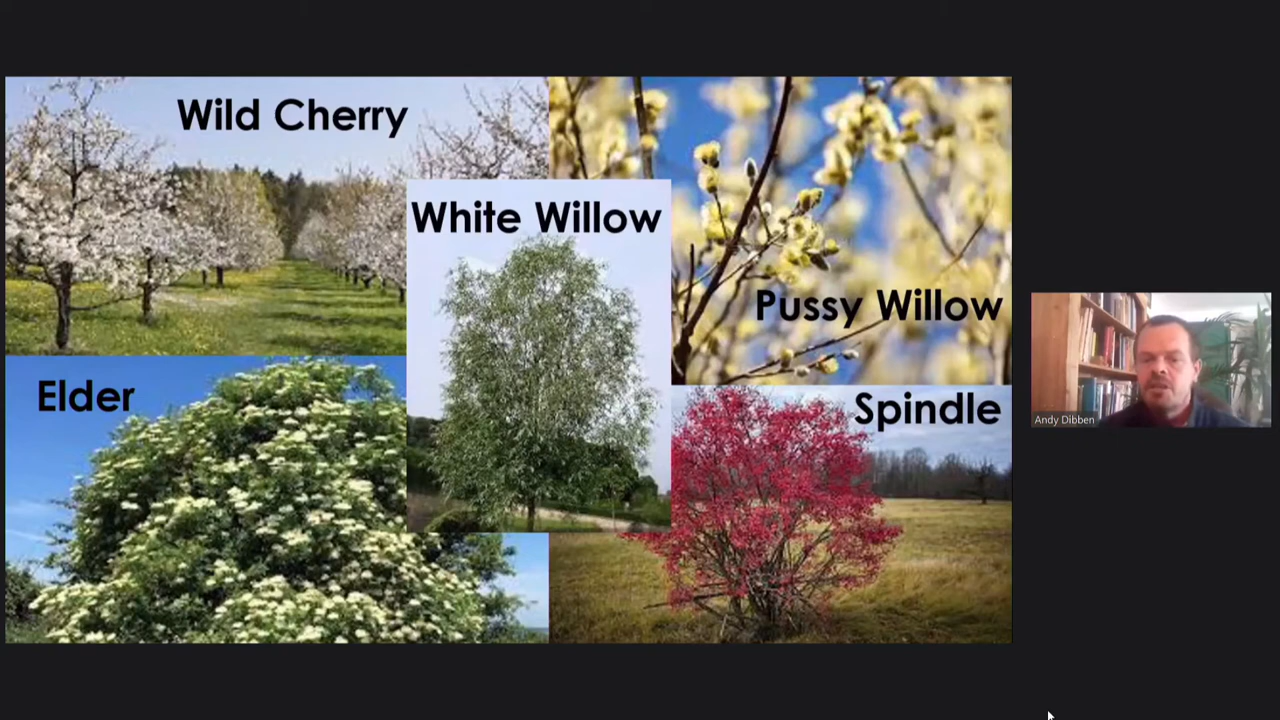 Wild Cherry
White Willow
Pussy Willow
Elder
Spindle
Andy Dibben